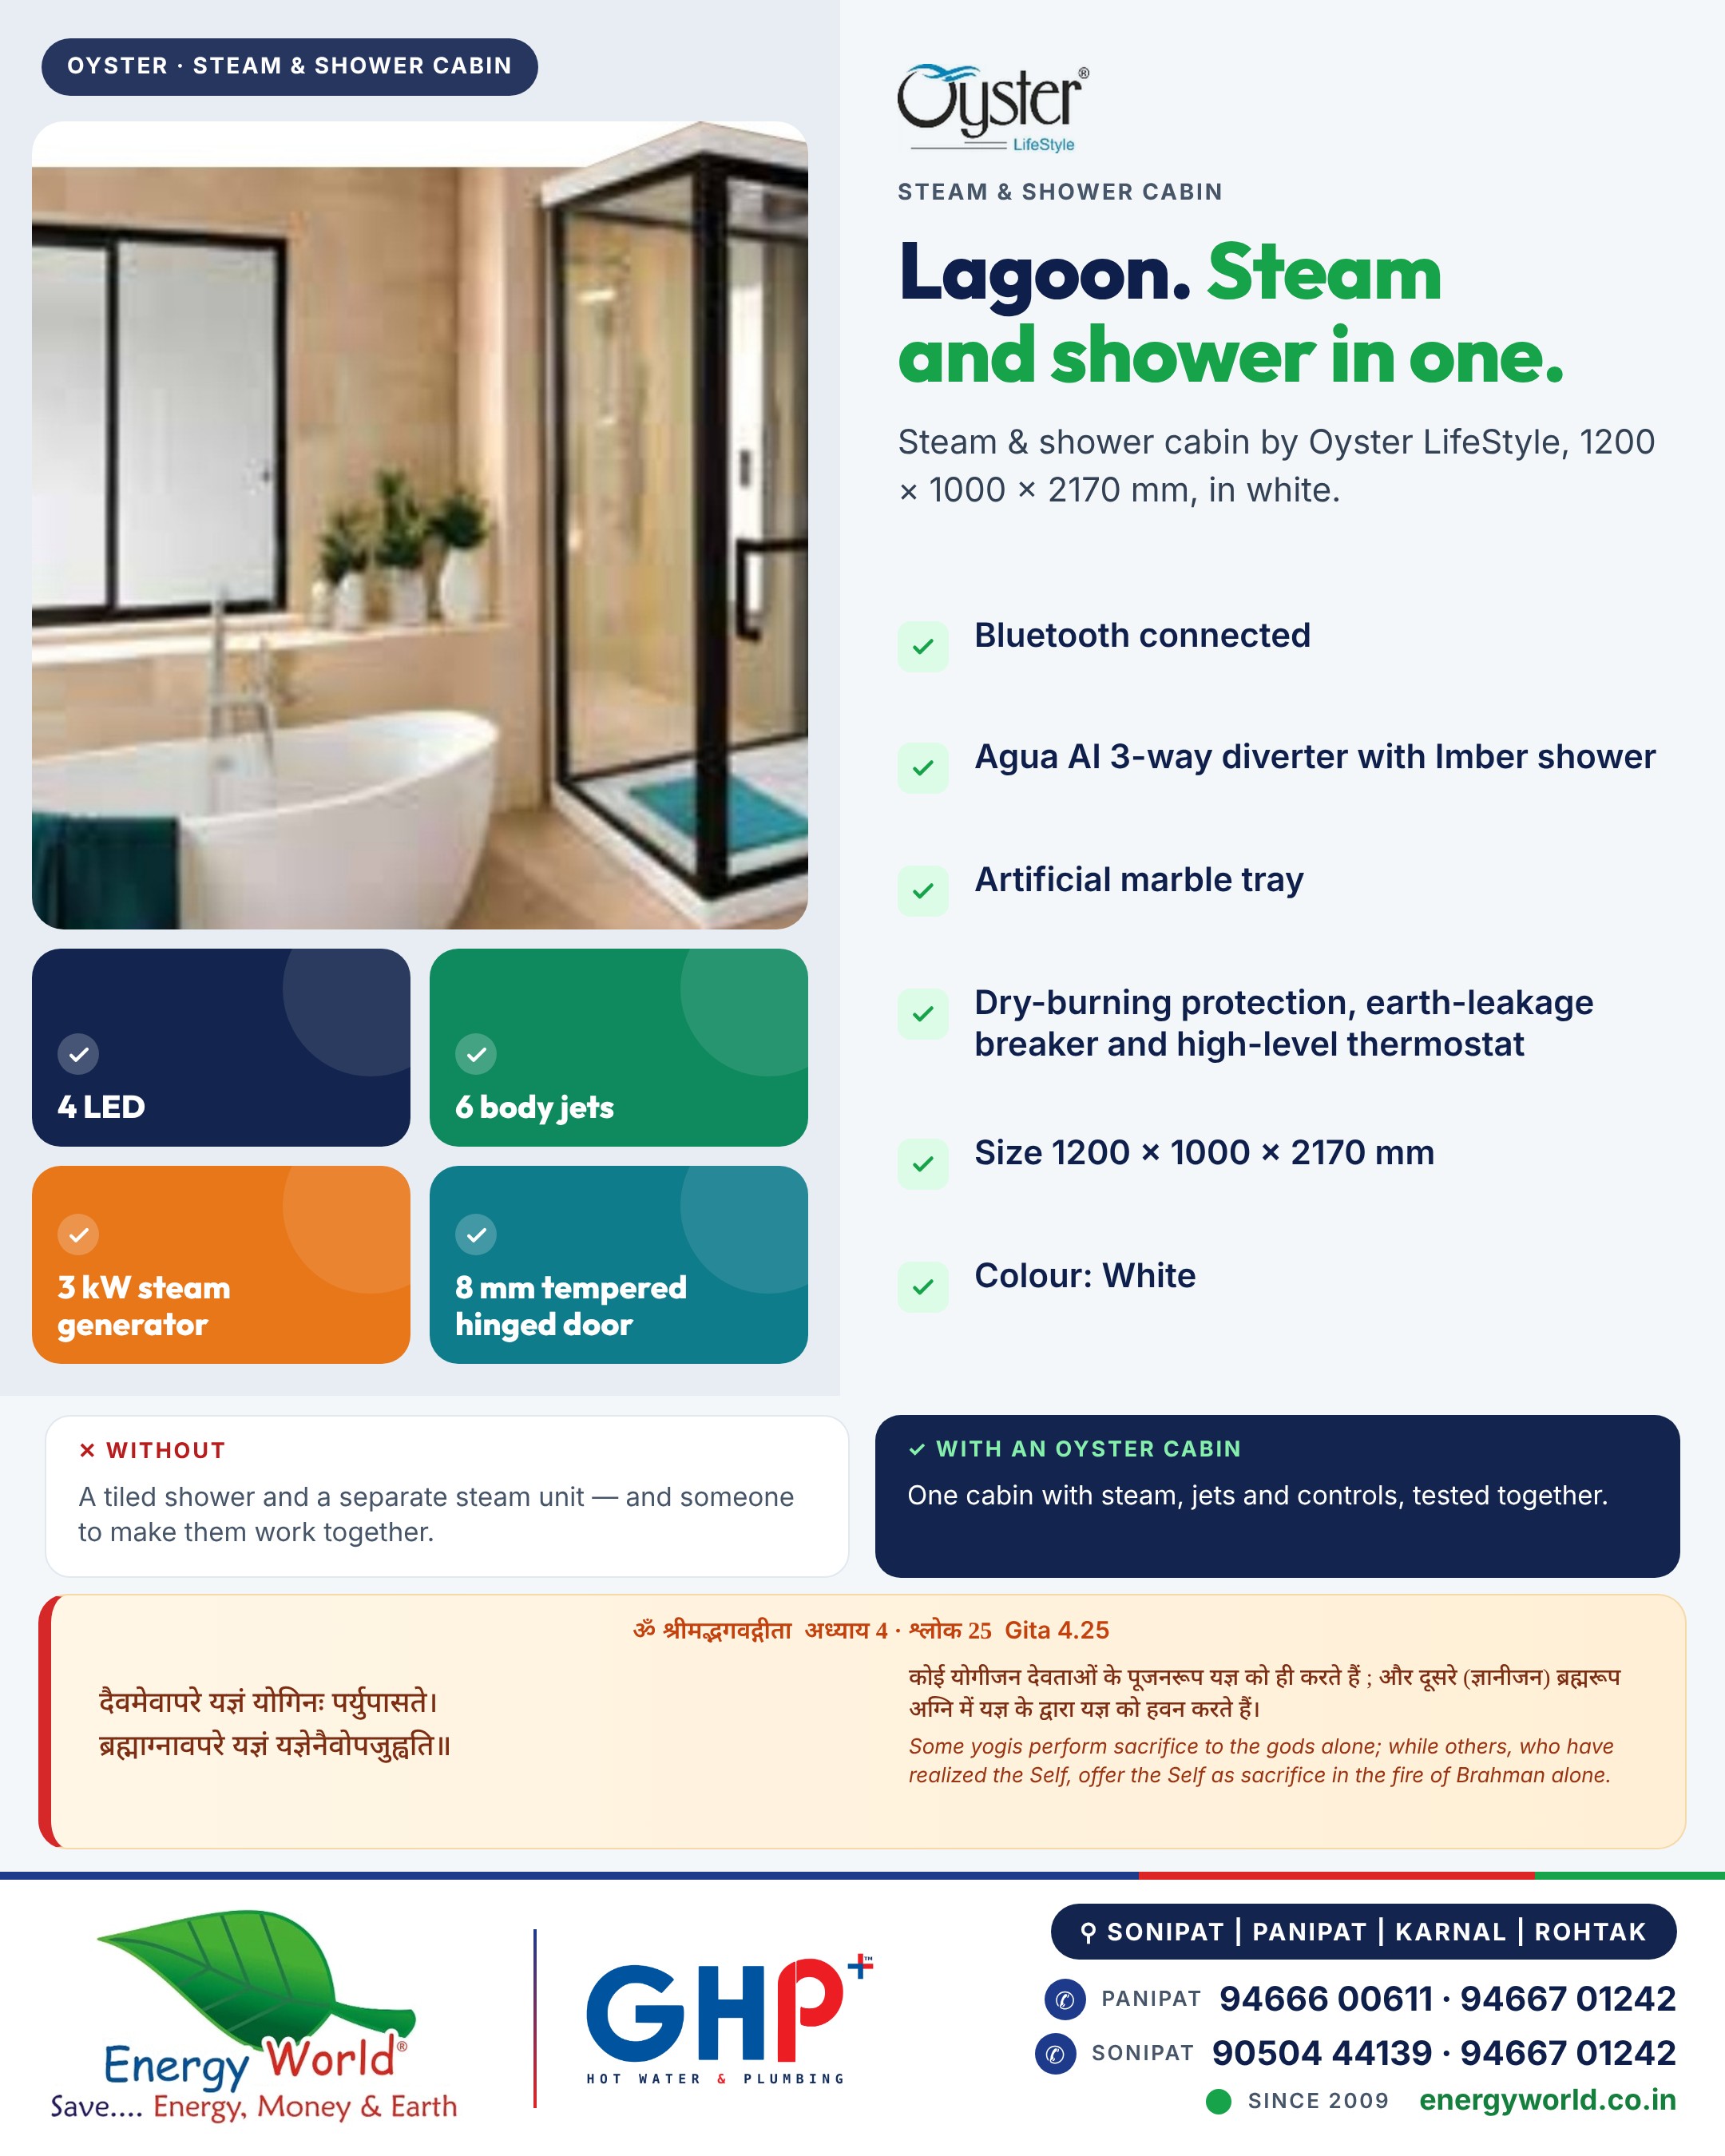 OYSTER · STEAM & SHOWER CABIN
Oyster®
LifeStyle
STEAM & SHOWER CABIN
Lagoon. Steam
and shower in one.
Steam & shower cabin by Oyster LifeStyle, 1200
× 1000 × 2170 mm, in white.
Bluetooth connected
Agua AI 3-way diverter with Imber shower
Artificial marble tray
Dry-burning protection, earth-leakage
breaker and high-level thermostat
Size 1200 × 1000 × 2170 mm
Colour: White
4 LED
6 body jets
3 kW steam
generator
8 mm tempered
hinged door
✕ WITHOUT
A tiled shower and a separate steam unit — and someone
to make them work together.
✓ WITH AN OYSTER CABIN
One cabin with steam, jets and controls, tested together.
ॐ श्रीमद्भगवद्गीता अध्याय 4 · श्लोक 25 Gita 4.25
दैवमेवापरे यज्ञं योगिनः पर्युपासते।
ब्रह्माग्नावपरे यज्ञं यज्ञेनैवोपजुह्वति॥
कोई योगीजन देवताओं के पूजनरूप यज्ञ को ही करते हैं ; और दूसरे (ज्ञानीजन) ब्रह्मरूप
अग्नि में यज्ञ के द्वारा यज्ञ को हवन करते हैं।
Some yogis perform sacrifice to the gods alone; while others, who have
realized the Self, offer the Self as sacrifice in the fire of Brahman alone.
Energy World®
Save.... Energy, Money & Earth
GHP+™
HOT WATER & PLUMBING
SONIPAT | PANIPAT | KARNAL | ROHTAK
PANIPAT 94666 00611 · 94667 01242
SONIPAT 90504 44139 · 94667 01242
SINCE 2009 energyworld.co.in